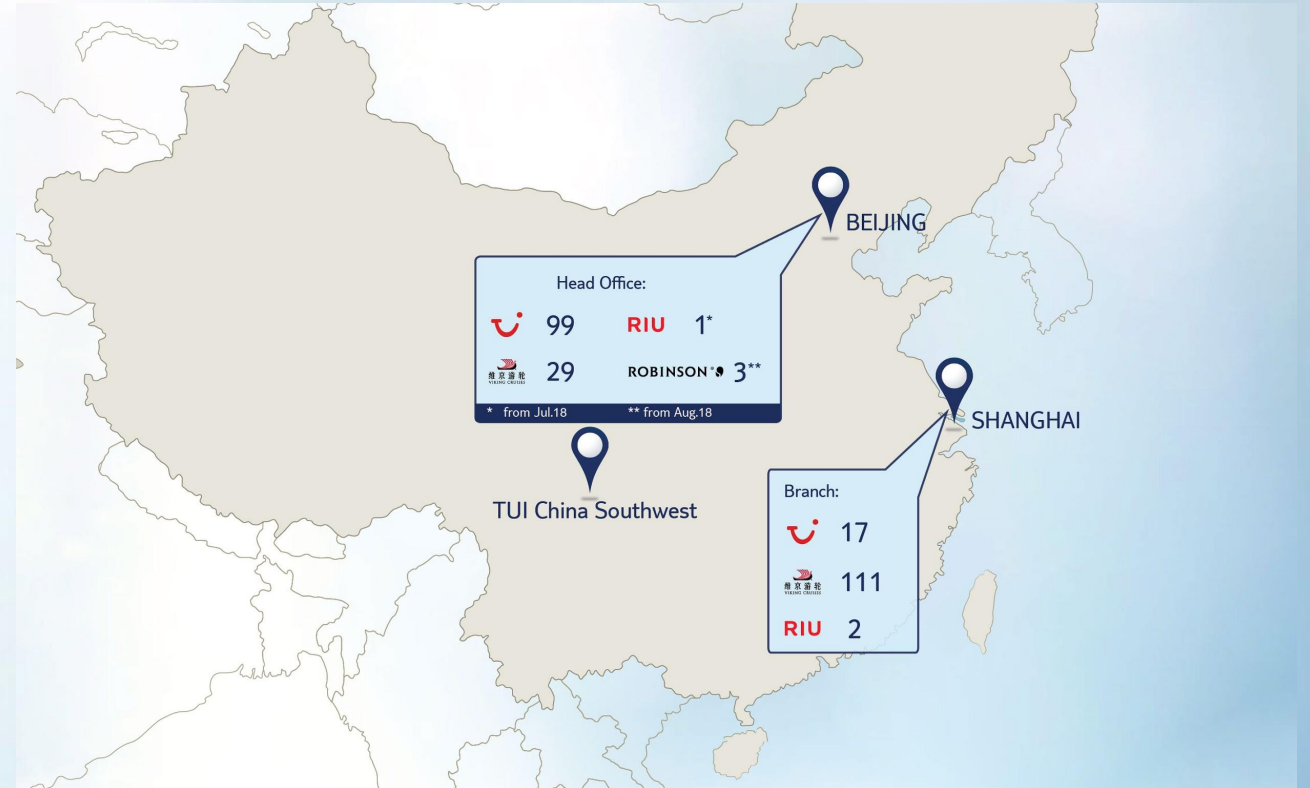 BEIJING
Head Office:
99 RIU 1*
维京游轮 VIKING CRUISES 29 ROBINSON 3**
* from Jul.18 ** from Aug.18
SHANGHAI
TUI China Southwest
Branch:
17
维京游轮 VIKING CRUISES 111
RIU 2